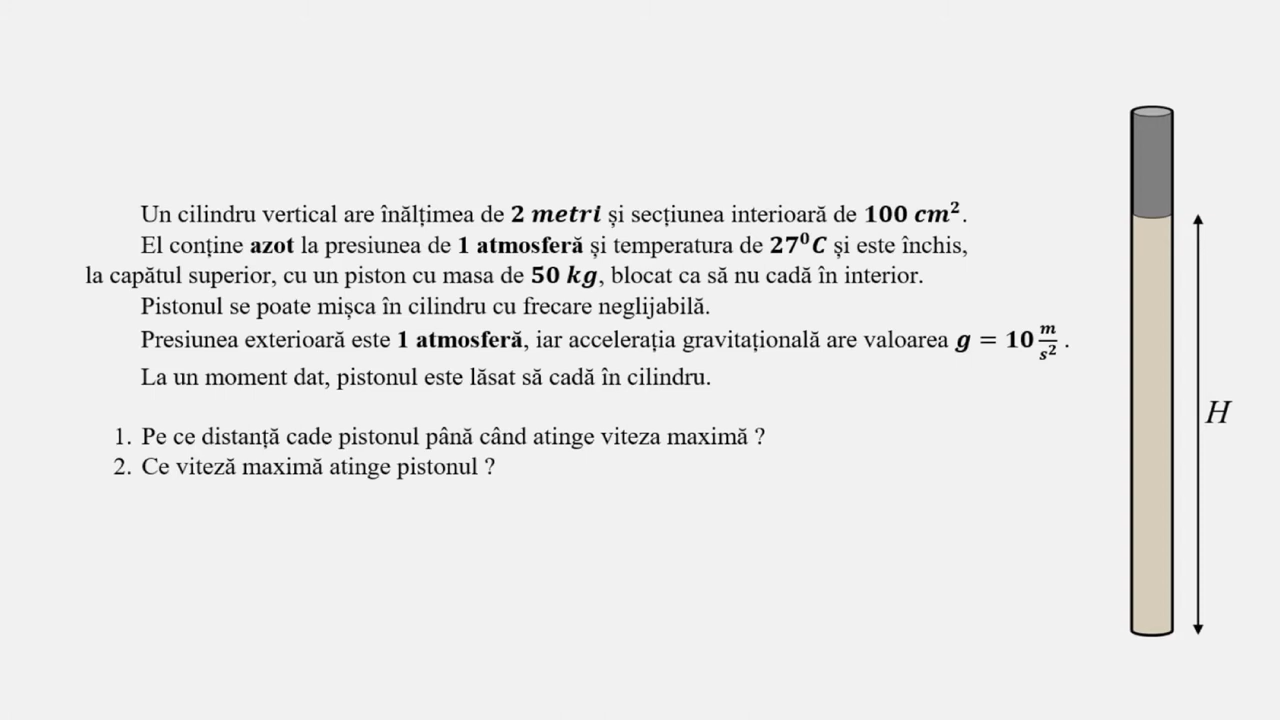 Un cilindru vertical are înălțimea de 2 metri și secțiunea interioară de 100 cm².
El conține azot la presiunea de 1 atmosferă și temperatura de 27⁰C și este închis,
la capătul superior, cu un piston cu masa de 50 kg, blocat ca să nu cadă în interior.
Pistonul se poate mișca în cilindru cu frecare neglijabilă.
Presiunea exterioară este 1 atmosferă, iar accelerația gravitațională are valoarea g = 10 m/s² .
La un moment dat, pistonul este lăsat să cadă în cilindru.
1. Pe ce distanță cade pistonul până când atinge viteza maximă ?
2. Ce viteză maximă atinge pistonul ?
H